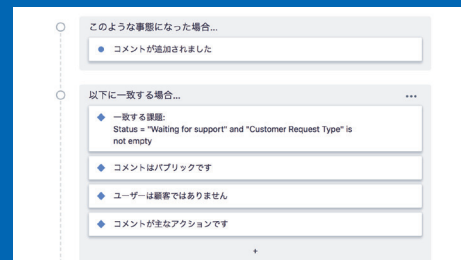 このような事態になった場合...
コメントが追加されました
以下に一致する場合...
一致する課題:
Status = "Waiting for support" and "Customer Request Type" is
not empty
コメントはパブリックです
ユーザーは顧客ではありません
コメントが主なアクションです